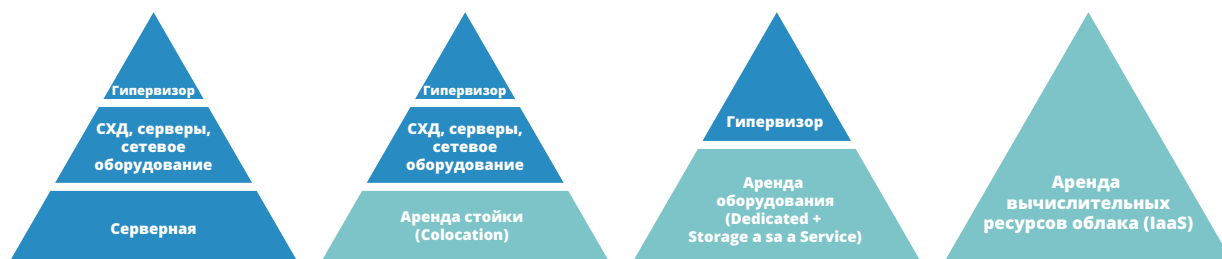 Гипервизор
СХД, серверы,
сетевое
оборудование
Серверная
Гипервизор
СХД, серверы,
сетевое
оборудование
Аренда стойки
(Colocation)
Гипервизор
Аренда
оборудования
(Dedicated +
Storage a sa a Service)
Аренда
вычислительных
ресурсов облака (IaaS)